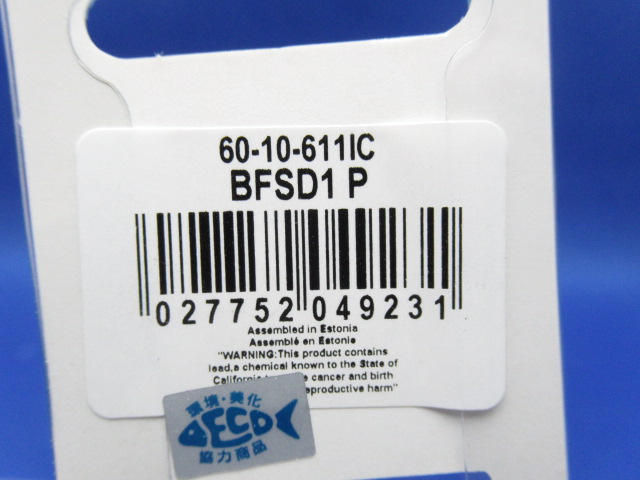 60-10-611IC
BFSD1 P
027752 049231
Assembled in Estonia
Assemblé en Estonie
"WARNING:This product contains
lead,a chemical known to the State of
California cancer and birth
reproductive harm"
環境・美化
ECO
協力商品